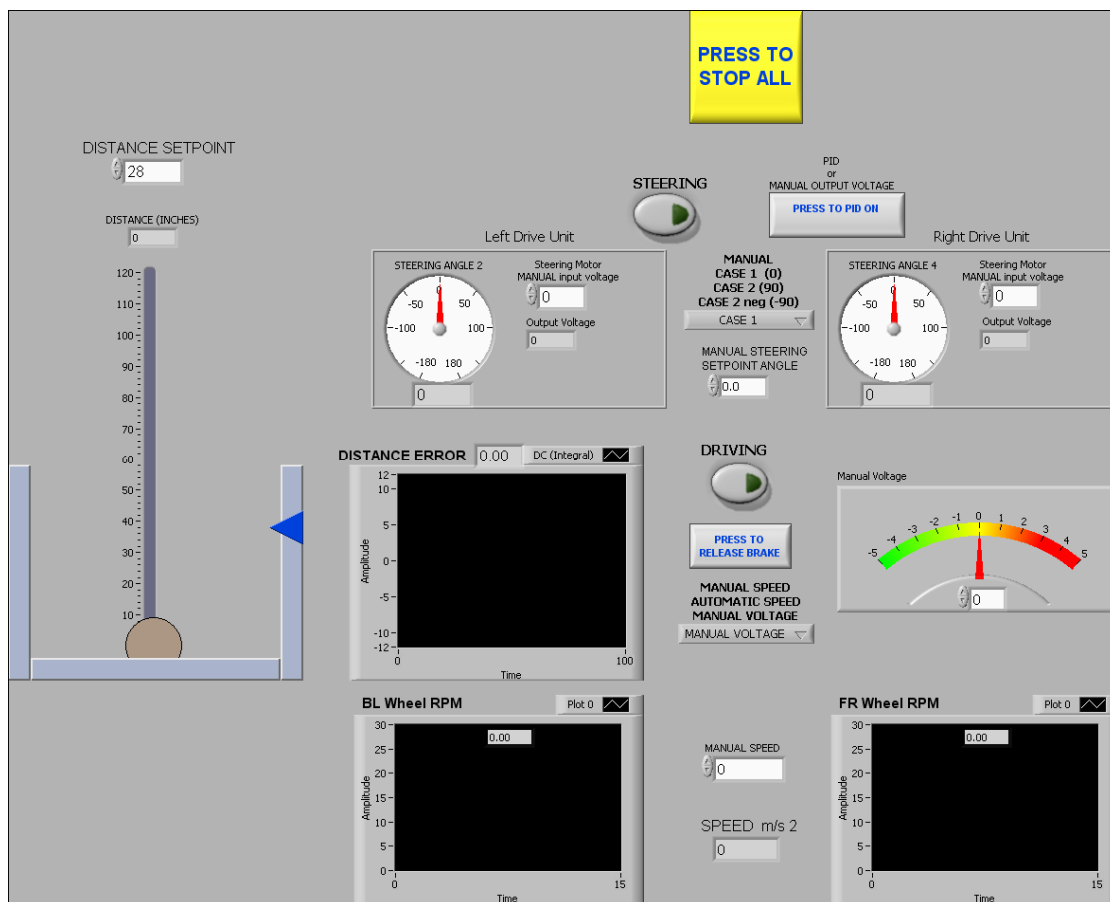 PRESS TO
STOP ALL
DISTANCE SETPOINT
28
DISTANCE (INCHES)
0
120
110
100
90
80
70
60
50
40
30
20
10
STEERING
PID
or
MANUAL OUTPUT VOLTAGE
PRESS TO PID ON
Left Drive Unit
STEERING ANGLE 2
0
-50
50
-100
100
-180
180
0
Steering Motor
MANUAL input voltage
0
Output Voltage
0
MANUAL
CASE 1 (0)
CASE 2 (90)
CASE 2 neg (-90)
CASE 1
MANUAL STEERING
SETPOINT ANGLE
0.0
Right Drive Unit
STEERING ANGLE 4
0
-50
50
-100
100
-180
180
0
Steering Motor
MANUAL input voltage
0
Output Voltage
0
DISTANCE ERROR
0.00
DC (Integral)
12
10
5
0
-5
-10
-12
Amplitude
0
100
Time
DRIVING
PRESS TO
RELEASE BRAKE
MANUAL SPEED
AUTOMATIC SPEED
MANUAL VOLTAGE
MANUAL VOLTAGE
Manual Voltage
-5
-4
-3
-2
-1
0
1
2
3
4
5
0
BL Wheel RPM
Plot 0
0.00
30
25
20
15
10
5
0
Amplitude
0
15
Time
MANUAL SPEED
0
SPEED m/s 2
0
FR Wheel RPM
Plot 0
0.00
30
25
20
15
10
5
0
Amplitude
0
15
Time